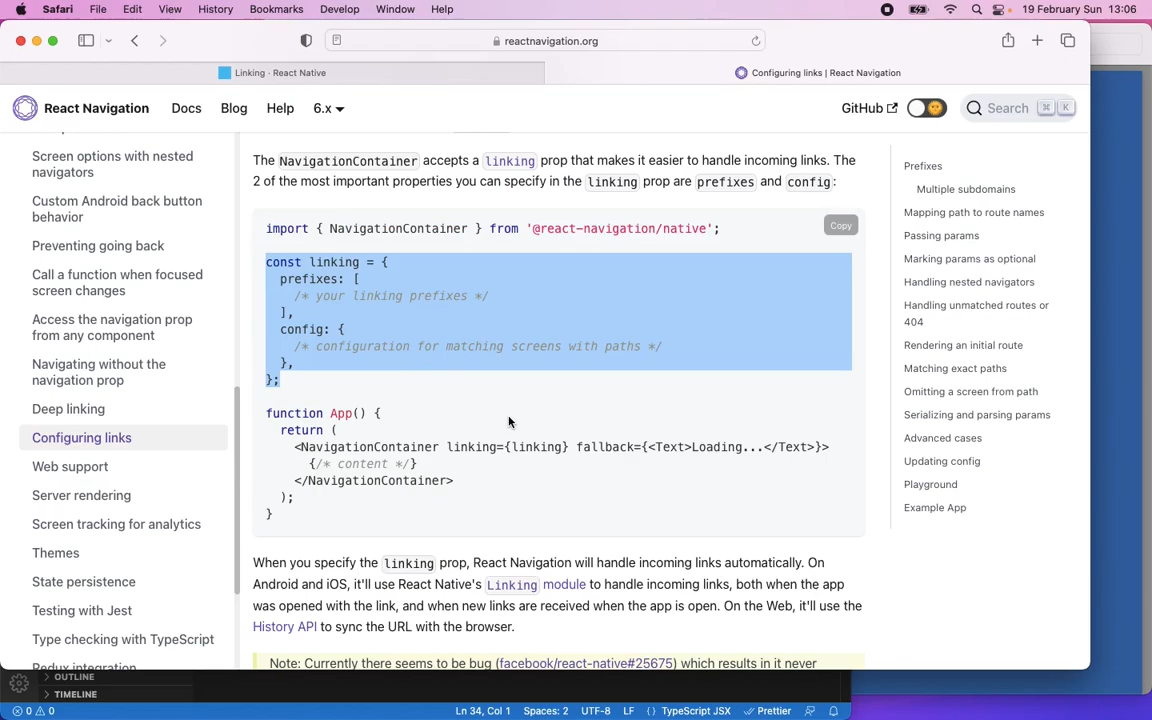 Safari File Edit View History Bookmarks Develop Window Help 19 February Sun 13:06
reactnavigation.org
Linking · React Native
Configuring links | React Navigation
React Navigation Docs Blog Help 6.x GitHub Search ⌘ K
Screen options with nested
navigators
Custom Android back button
behavior
Preventing going back
Call a function when focused
screen changes
Access the navigation prop
from any component
Navigating without the
navigation prop
Deep linking
Configuring links
Web support
Server rendering
Screen tracking for analytics
Themes
State persistence
Testing with Jest
Type checking with TypeScript
Redux integration
The NavigationContainer accepts a linking prop that makes it easier to handle incoming links. The
2 of the most important properties you can specify in the linking prop are prefixes and config:
Copy
import { NavigationContainer } from '@react-navigation/native';
const linking = {
prefixes: [
/* your linking prefixes */
],
config: {
/* configuration for matching screens with paths */
},
};
function App() {
return (
<NavigationContainer linking={linking} fallback={<Text>Loading...</Text>}>
{/* content */}
</NavigationContainer>
);
}
When you specify the linking prop, React Navigation will handle incoming links automatically. On
Android and iOS, it'll use React Native's Linking module to handle incoming links, both when the app
was opened with the link, and when new links are received when the app is open. On the Web, it'll use the
History API to sync the URL with the browser.
Note: Currently there seems to be bug (facebook/react-native#25675) which results in it never
Prefixes
Multiple subdomains
Mapping path to route names
Passing params
Marking params as optional
Handling nested navigators
Handling unmatched routes or
404
Rendering an initial route
Matching exact paths
Omitting a screen from path
Serializing and parsing params
Advanced cases
Updating config
Playground
Example App
OUTLINE
TIMELINE
0 0 Ln 34, Col 1 Spaces: 2 UTF-8 LF {} TypeScript JSX Prettier